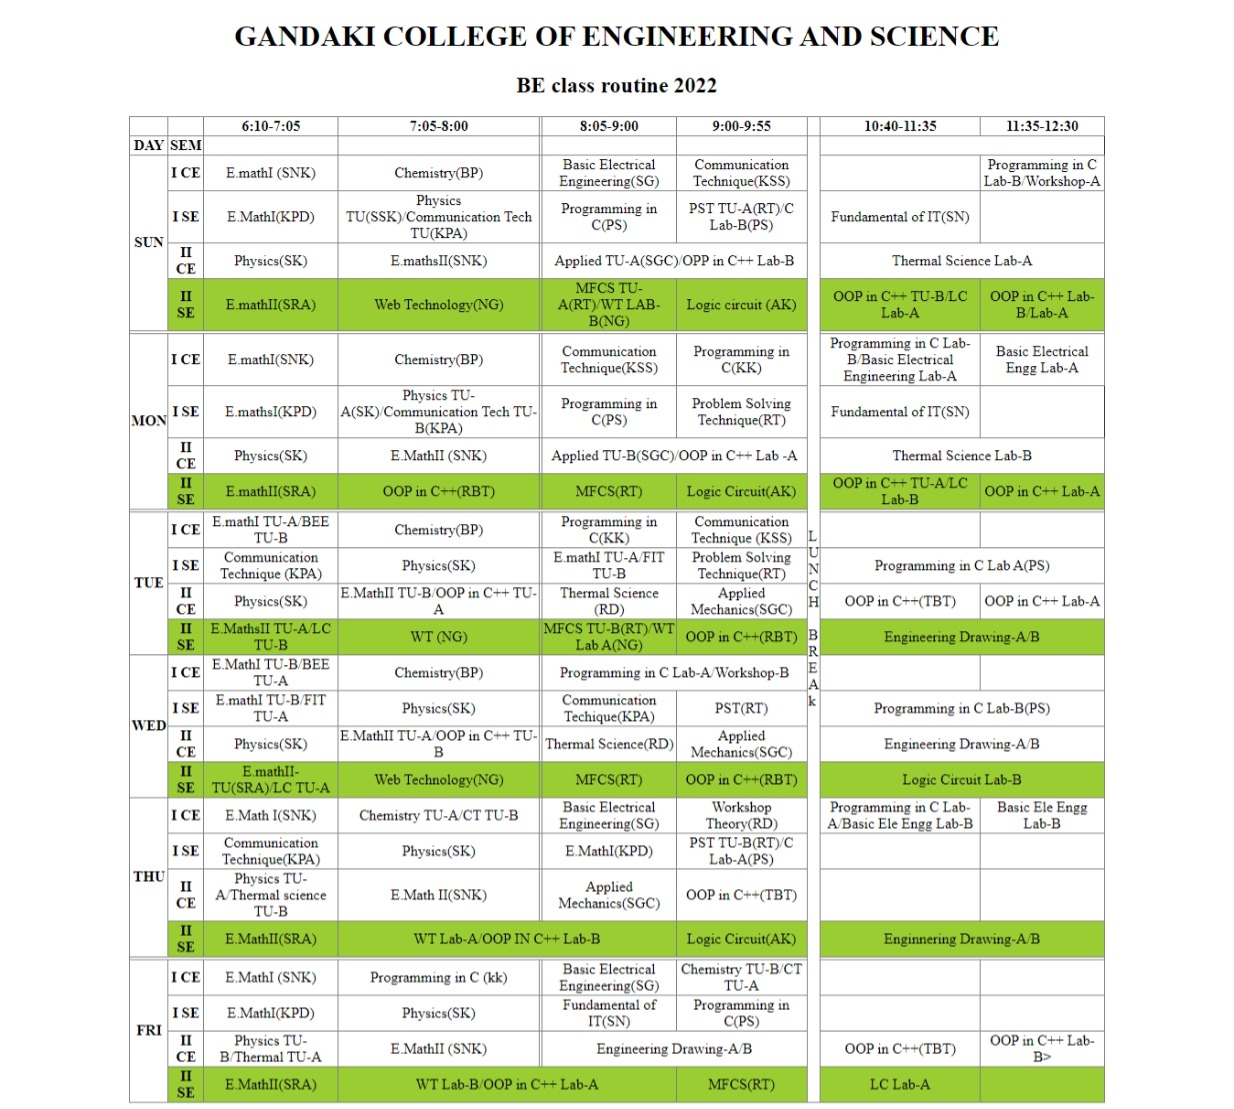 GANDAKI COLLEGE OF ENGINEERING AND SCIENCE
BE class routine 2022
6:10-7:05 7:05-8:00 8:05-9:00 9:00-9:55 10:40-11:35 11:35-12:30
DAY SEM
SUN
I CE
E.mathI (SNK)
Chemistry(BP)
Basic Electrical
Engineering(SG)
Communication
Technique(KSS)
Programming in C
Lab-B/Workshop-A
I SE
E.MathI(KPD)
Physics
TU(SSK)/Communication Tech
TU(KPA)
Programming in
C(PS)
PST TU-A(RT)/C
Lab-B(PS)
Fundamental of IT(SN)
II
CE
Physics(SK)
E.mathsII(SNK)
Applied TU-A(SGC)/OPP in C++ Lab-B
Thermal Science Lab-A
II
SE
E.mathII(SRA)
Web Technology(NG)
MFCS TU-
A(RT)/WT LAB-
B(NG)
Logic circuit (AK)
OOP in C++ TU-B/LC
Lab-A
OOP in C++ Lab-
B/Lab-A
MON
I CE
E.mathI(SNK)
Chemistry(BP)
Communication
Technique(KSS)
Programming in
C(KK)
Programming in C Lab-
B/Basic Electrical
Engineering Lab-A
Basic Electrical
Engg Lab-A
I SE
E.mathsI(KPD)
Physics TU-
A(SK)/Communication Tech TU-
B(KPA)
Programming in
C(PS)
Problem Solving
Technique(RT)
Fundamental of IT(SN)
II
CE
Physics(SK)
E.MathII (SNK)
Applied TU-B(SGC)/OOP in C++ Lab -A
Thermal Science Lab-B
II
SE
E.mathII(SRA)
OOP in C++(RBT)
MFCS(RT)
Logic Circuit(AK)
OOP in C++ TU-A/LC
Lab-B
OOP in C++ Lab-A
L
U
N
C
H
B
R
E
A
k
TUE
I CE
E.mathI TU-A/BEE
TU-B
Chemistry(BP)
Programming in
C(KK)
Communication
Technique (KSS)
I SE
Communication
Technique (KPA)
Physics(SK)
E.mathI TU-A/FIT
TU-B
Problem Solving
Technique(RT)
Programming in C Lab A(PS)
II
CE
Physics(SK)
E.MathII TU-B/OOP in C++ TU-
A
Thermal Science
(RD)
Applied
Mechanics(SGC)
OOP in C++(TBT)
OOP in C++ Lab-A
II
SE
E.MathsII TU-A/LC
TU-B
WT (NG)
MFCS TU-B(RT)/WT
Lab A(NG)
OOP in C++(RBT)
Engineering Drawing-A/B
WED
I CE
E.MathI TU-B/BEE
TU-A
Chemistry(BP)
Programming in C Lab-A/Workshop-B
I SE
E.mathI TU-B/FIT
TU-A
Physics(SK)
Communication
Techique(KPA)
PST(RT)
Programming in C Lab-B(PS)
II
CE
Physics(SK)
E.MathII TU-A/OOP in C++ TU-
B
Thermal Science(RD)
Applied
Mechanics(SGC)
Engineering Drawing-A/B
II
SE
E.mathII-
TU(SRA)/LC TU-A
Web Technology(NG)
MFCS(RT)
OOP in C++(RBT)
Logic Circuit Lab-B
THU
I CE
E.Math I(SNK)
Chemistry TU-A/CT TU-B
Basic Electrical
Engineering(SG)
Workshop
Theory(RD)
Programming in C Lab-
A/Basic Ele Engg Lab-B
Basic Ele Engg
Lab-B
I SE
Communication
Technique(KPA)
Physics(SK)
E.MathI(KPD)
PST TU-B(RT)/C
Lab-A(PS)
II
CE
Physics TU-
A/Thermal science
TU-B
E.Math II(SNK)
Applied
Mechanics(SGC)
OOP in C++(TBT)
II
SE
E.MathII(SRA)
WT Lab-A/OOP IN C++ Lab-B
Logic Circuit(AK)
Enginnering Drawing-A/B
FRI
I CE
E.MathI (SNK)
Programming in C (kk)
Basic Electrical
Engineering(SG)
Chemistry TU-B/CT
TU-A
I SE
E.MathI(KPD)
Physics(SK)
Fundamental of
IT(SN)
Programming in
C(PS)
II
CE
Physics TU-
B/Thermal TU-A
E.MathII (SNK)
Engineering Drawing-A/B
OOP in C++(TBT)
OOP in C++ Lab-
B>
II
SE
E.MathII(SRA)
WT Lab-B/OOP in C++ Lab-A
MFCS(RT)
LC Lab-A